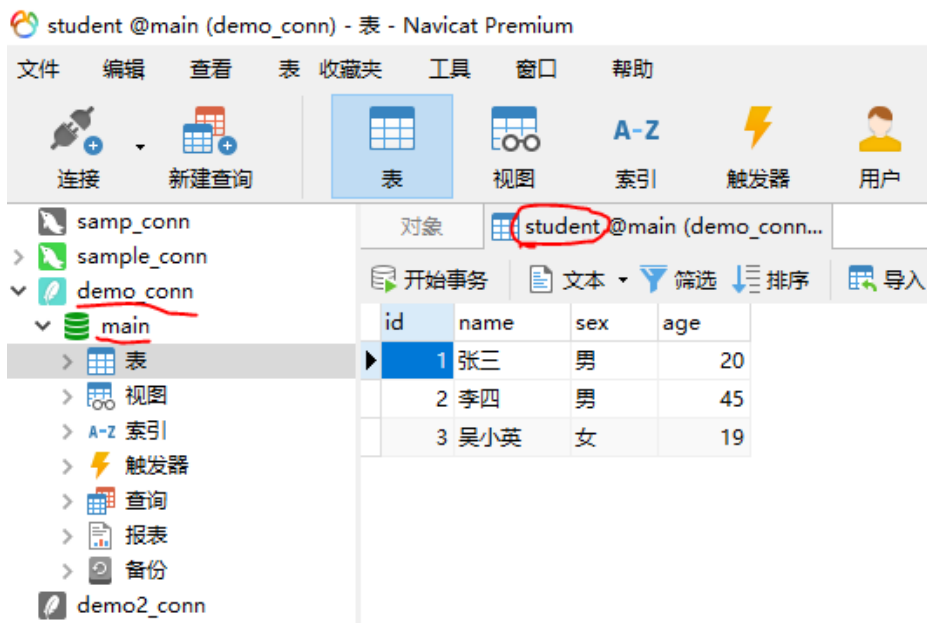 student @main (demo_conn) - 表 - Navicat Premium
文件 编辑 查看 表 收藏夹 工具 窗口 帮助
A-Z
连接 新建查询 表 视图 索引 触发器 用户
samp_conn
sample_conn
demo_conn
main
表
视图
A-Z 索引
触发器
查询
报表
备份
demo2_conn
对象 student @main (demo_conn...
开始事务 文本 筛选 排序 导入
id name sex age
1 张三 男 20
2 李四 男 45
3 吴小英 女 19